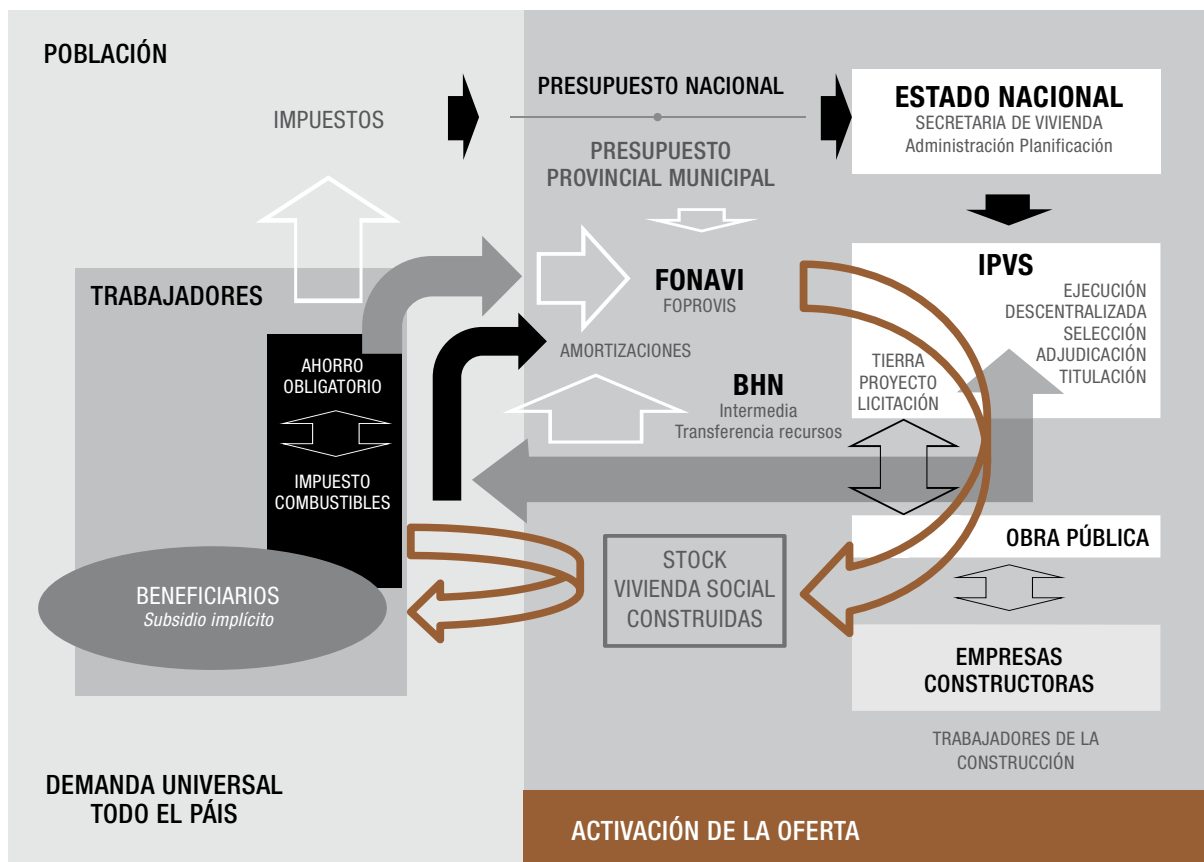 POBLACIÓN
IMPUESTOS
PRESUPUESTO NACIONAL
PRESUPUESTO
PROVINCIAL MUNICIPAL
ESTADO NACIONAL
SECRETARIA DE VIVIENDA
Administración Planificación
TRABAJADORES
FONAVI
FOPROVIS
IPVS
EJECUCIÓN
DESCENTRALIZADA
SELECCIÓN
ADJUDICACIÓN
TITULACIÓN
TIERRA
PROYECTO
LICITACIÓN
AHORRO
OBLIGATORIO
IMPUESTO
COMBUSTIBLES
AMORTIZACIONES
BHN
Intermedia
Transferencia recursos
OBRA PÚBLICA
BENEFICIARIOS
Subsidio implícito
STOCK
VIVIENDA SOCIAL
CONSTRUIDAS
EMPRESAS
CONSTRUCTORAS
TRABAJADORES DE LA
CONSTRUCCIÓN
DEMANDA UNIVERSAL
TODO EL PÁIS
ACTIVACIÓN DE LA OFERTA